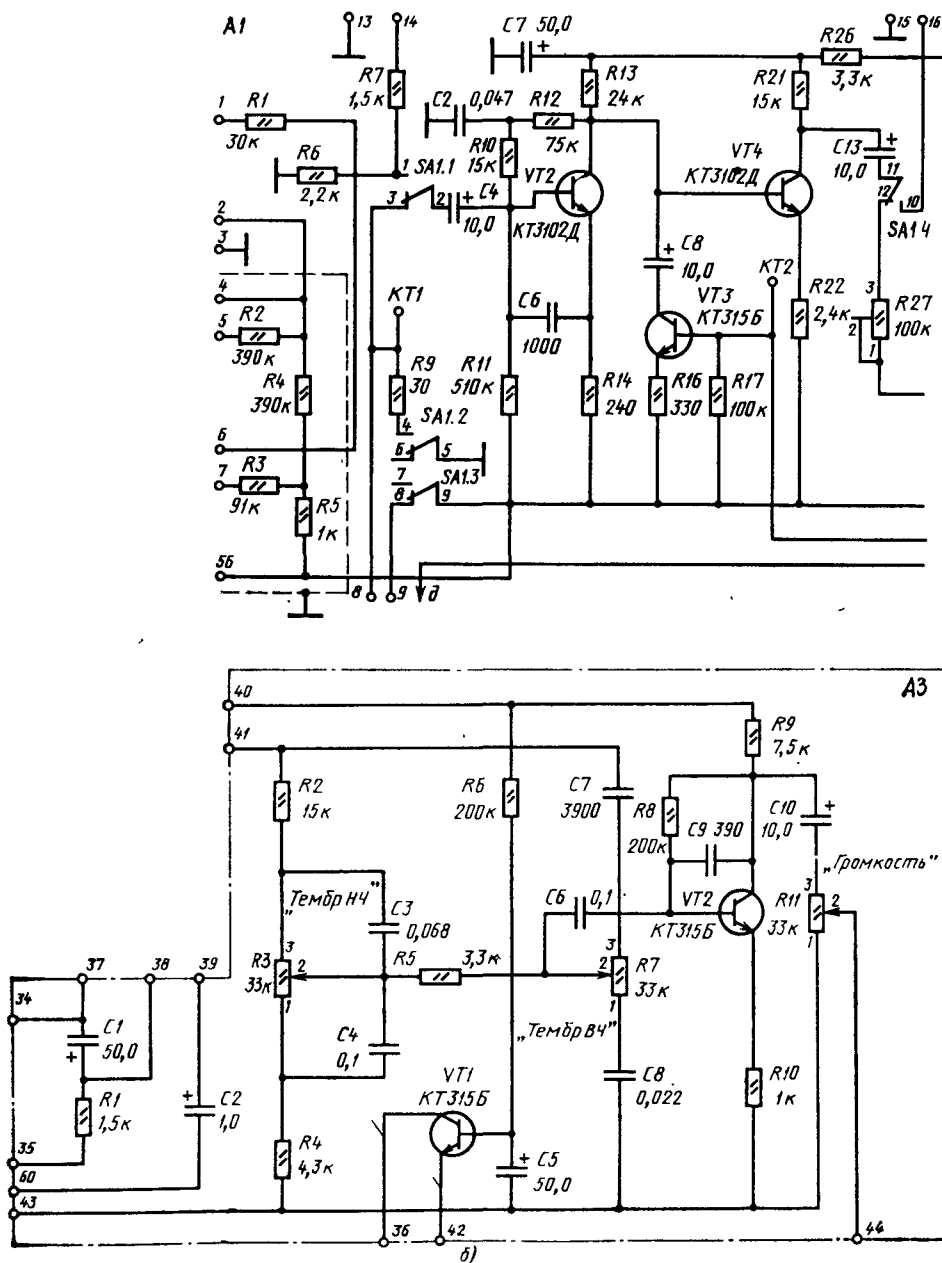 A1
13
14
C7 50,0
+
15
16
R26
3,3к
R7
1,5к
R13
24к
R21
15к
C2
0,047
R12
75к
1
R1
30к
R10
15к
C13
10,0
+
R6
2,2к
1
SA1.1
3
2
C4
+
10,0
VT2
КТ3102Д
VT4
КТ3102Д
11
12
10
SA1.4
2
3
4
5
R2
390к
КТ1
C8
+
10,0
КТ2
VT3
КТ315Б
R22
2,4к
3
2
1
R27
100к
C6
1000
R4
390к
R9
30
R11
510к
R14
240
R16
330
R17
100к
4
SA1.2
6
5
6
7
R3
91к
R5
1к
7
8
SA1.3
9
56
8
9
д
40
A3
41
R9
7,5к
R2
15к
R6
200к
C7
3900
R8
200к
C9 390
C10
+
10,0
„Громкость"
„Тембр НЧ"
C3
0,068
C6
0,1
VT2
КТ315Б
3
R11
2
33к
1
37
38
39
3
R3
2
33к
1
R5
3,3к
3
2
R7
33к
1
34
C1
50,0
+
C4
0,1
„Тембр ВЧ"
C8
0,022
R1
1,5к
C2
1,0
+
VT1
КТ315Б
R10
1к
35
60
43
R4
4,3к
+
C5
50,0
36
42
44
б)